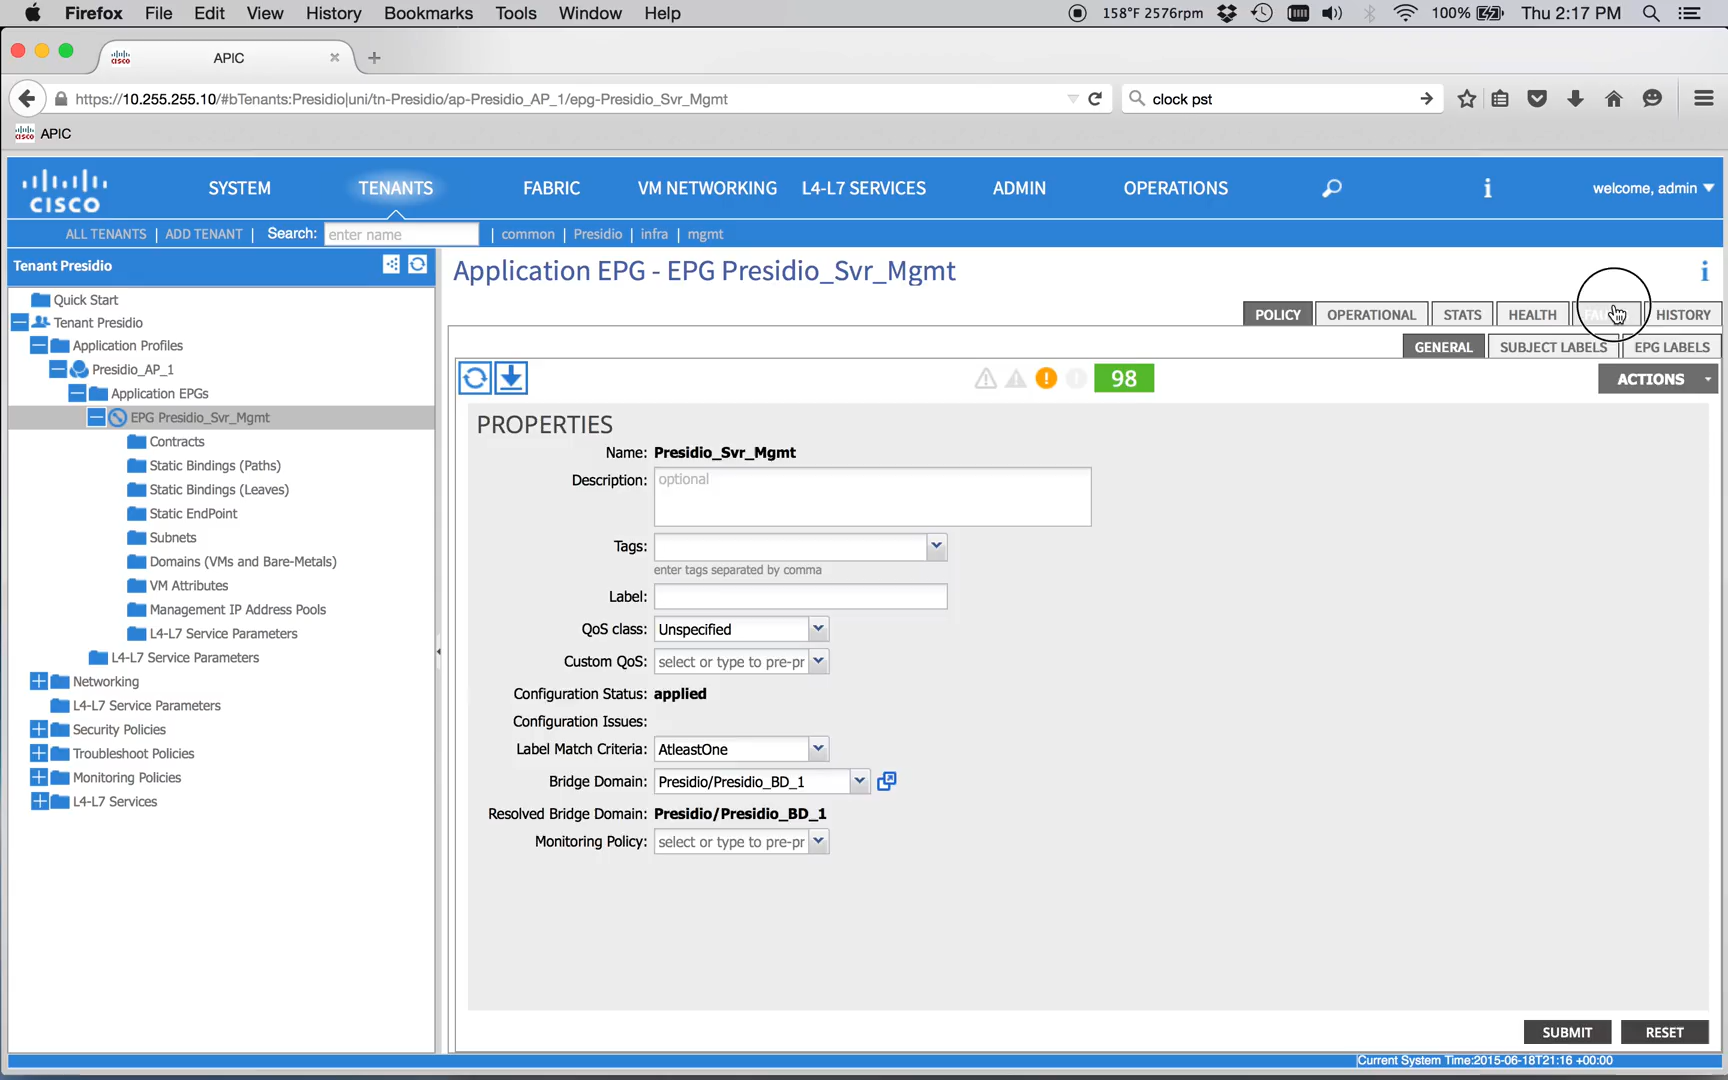 Firefox File Edit View History Bookmarks Tools Window Help 158°F 2576rpm 100% Thu 2:17 PM
APIC
https://10.255.255.10/#bTenants:Presidio|uni/tn-Presidio/ap-Presidio_AP_1/epg-Presidio_Svr_Mgmt clock pst
cisco APIC
CISCO SYSTEM TENANTS FABRIC VM NETWORKING L4-L7 SERVICES ADMIN OPERATIONS i welcome, admin
ALL TENANTS | ADD TENANT | Search: enter name | common | Presidio | infra | mgmt
Tenant Presidio
Quick Start
Tenant Presidio
Application Profiles
Presidio_AP_1
Application EPGs
EPG Presidio_Svr_Mgmt
Contracts
Static Bindings (Paths)
Static Bindings (Leaves)
Static EndPoint
Subnets
Domains (VMs and Bare-Metals)
VM Attributes
Management IP Address Pools
L4-L7 Service Parameters
L4-L7 Service Parameters
Networking
L4-L7 Service Parameters
Security Policies
Troubleshoot Policies
Monitoring Policies
L4-L7 Services
Application EPG - EPG Presidio_Svr_Mgmt i
POLICY OPERATIONAL STATS HEALTH HISTORY
GENERAL SUBJECT LABELS EPG LABELS
98 ACTIONS
PROPERTIES
Name: Presidio_Svr_Mgmt
Description: optional
Tags:
enter tags separated by comma
Label:
QoS class: Unspecified
Custom QoS: select or type to pre-pr
Configuration Status: applied
Configuration Issues:
Label Match Criteria: AtleastOne
Bridge Domain: Presidio/Presidio_BD_1
Resolved Bridge Domain: Presidio/Presidio_BD_1
Monitoring Policy: select or type to pre-pr
SUBMIT RESET
Current System Time:2015-06-18T21:16 +00:00